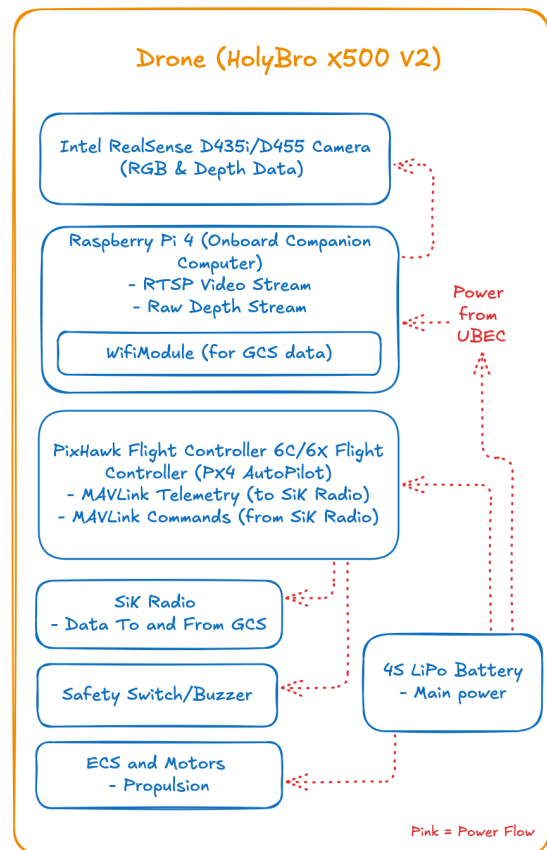 Drone (HolyBro X500 V2)
Intel RealSense D435i/D455 Camera
(RGB & Depth Data)
Raspberry Pi 4 (Onboard Companion
Computer)
- RTSP Video Stream
- Raw Depth Stream
WifiModule (for GCS data)
Power
from
UBEC
PixHawk Flight Controller 6C/6X Flight
Controller (PX4 AutoPilot)
- MAVLink Telemetry (to SiK Radio)
- MAVLink Commands (from SiK Radio)
SiK Radio
- Data To and From GCS
4S LiPo Battery
- Main power
Safety Switch/Buzzer
ECS and Motors
- Propulsion
Pink = Power Flow